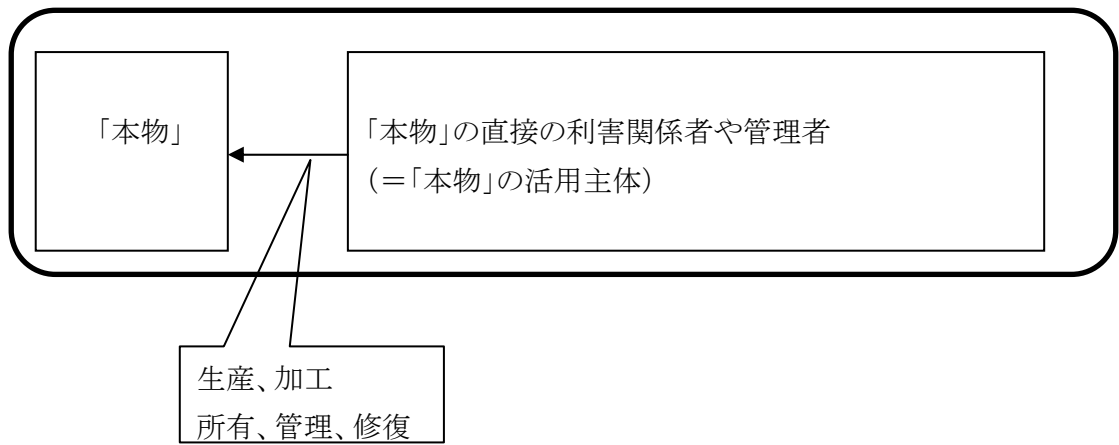 「本物」
「本物」の直接の利害関係者や管理者
(=「本物」の活用主体)
生産、加工
所有、管理、修復